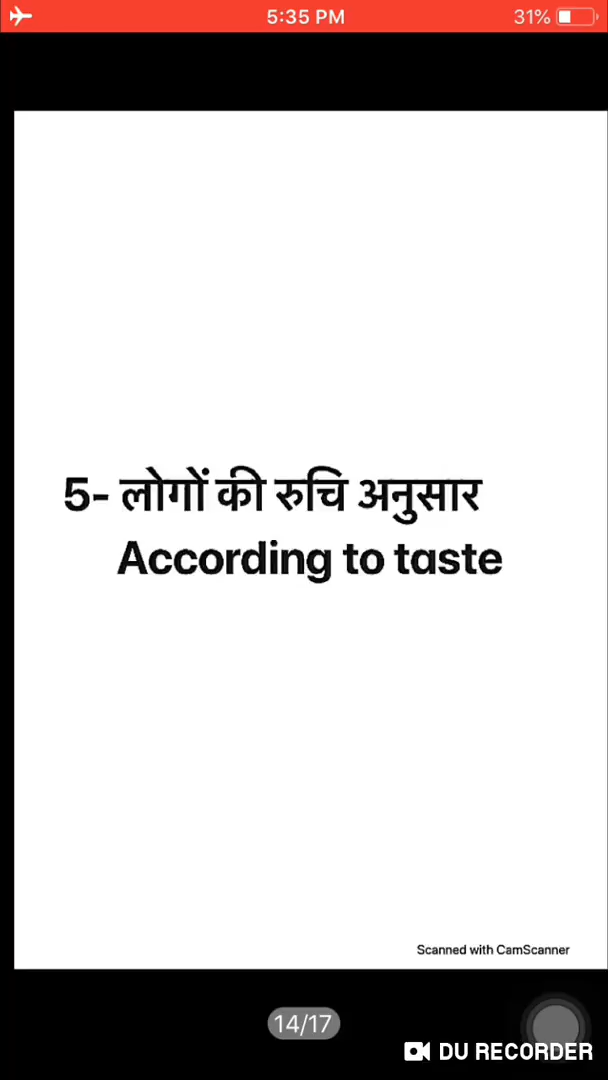 5:35 PM
31%
5- लोगों की रुचि अनुसार
According to taste
Scanned with CamScanner
14/17
DU RECORDER